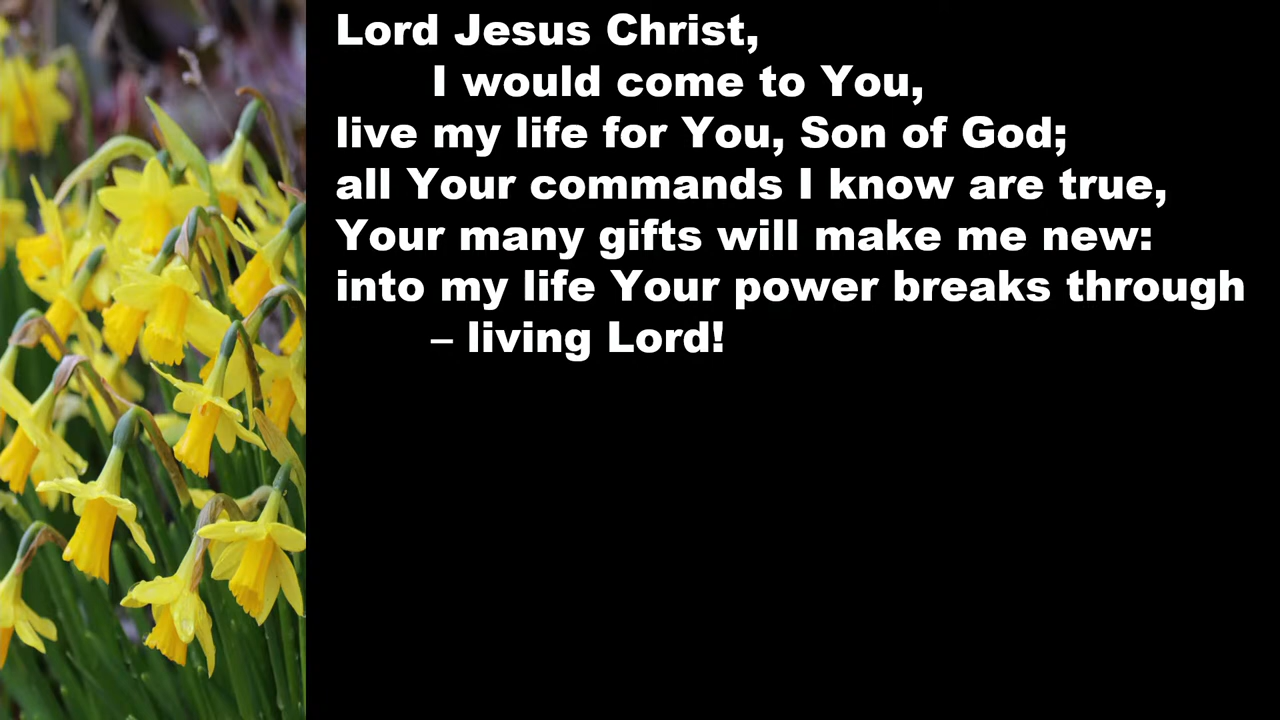 Lord Jesus Christ,
I would come to You,
live my life for You, Son of God;
all Your commands I know are true,
Your many gifts will make me new:
into my life Your power breaks through
– living Lord!